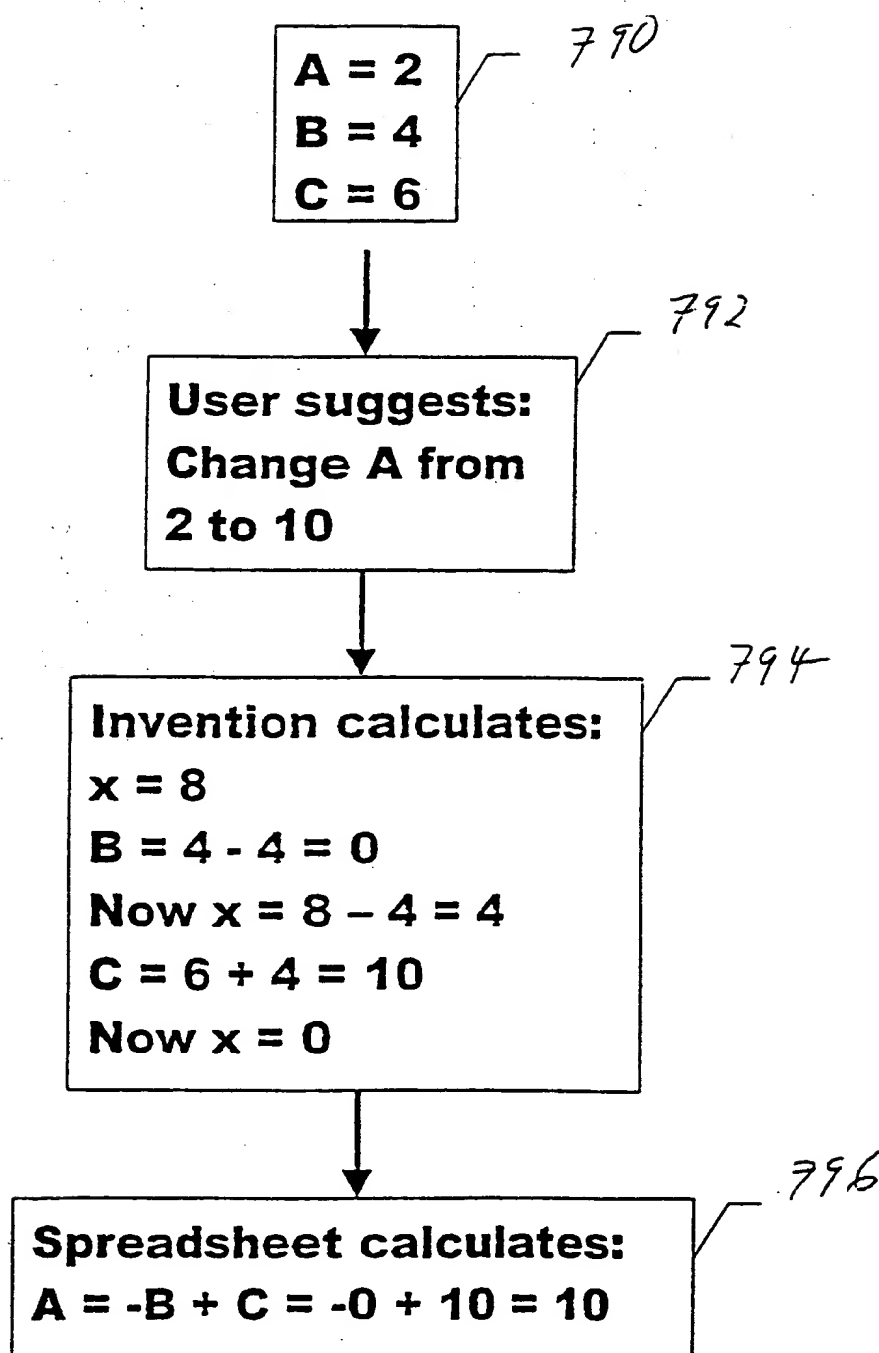 790
A = 2
B = 4
C = 6
792
User suggests:
Change A from
2 to 10
794
Invention calculates:
x = 8
B = 4 - 4 = 0
Now x = 8 – 4 = 4
C = 6 + 4 = 10
Now x = 0
796
Spreadsheet calculates:
A = -B + C = -0 + 10 = 10